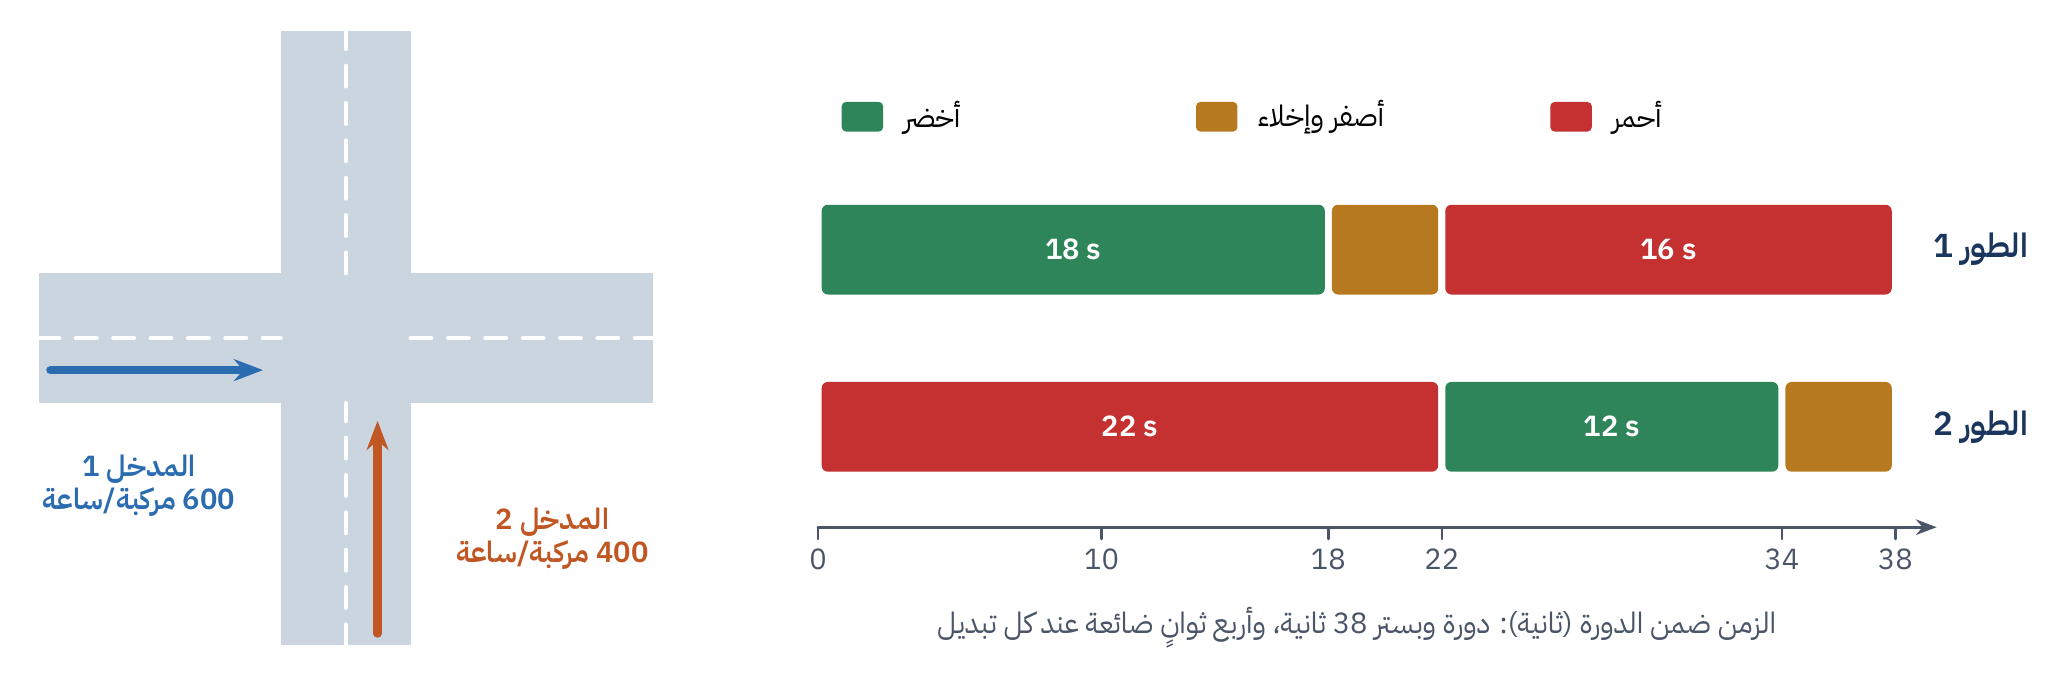 أخضر
أصفر وإخلاء
أحمر
18 s
16 s
الطور 1
22 s
12 s
الطور 2
المدخل 1
600 مركبة/ساعة
المدخل 2
400 مركبة/ساعة
0
10
18
22
34
38
الزمن ضمن الدورة (ثانية): دورة وبستر 38 ثانية، وأربع ثوانٍ ضائعة عند كل تبديل